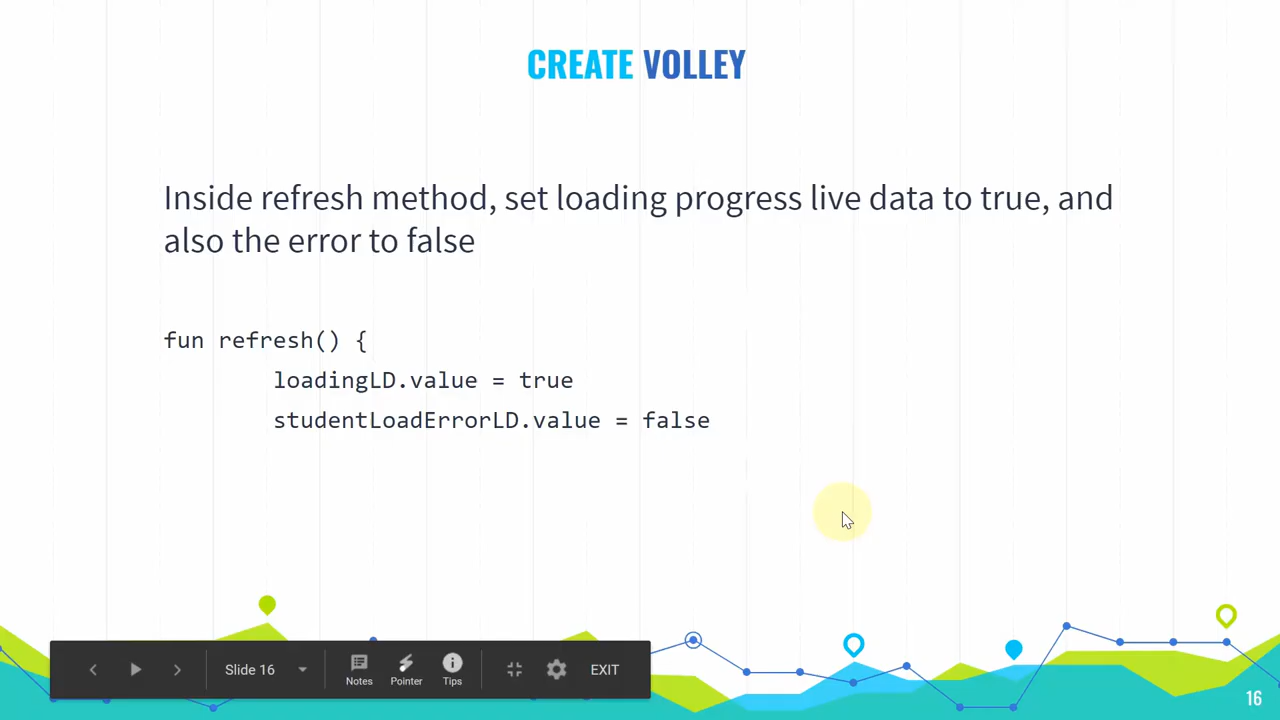 CREATE VOLLEY
Inside refresh method, set loading progress live data to true, and
also the error to false
fun refresh() {
loadingLD.value = true
studentLoadErrorLD.value = false
Slide 16
Notes
Pointer
Tips
EXIT
16